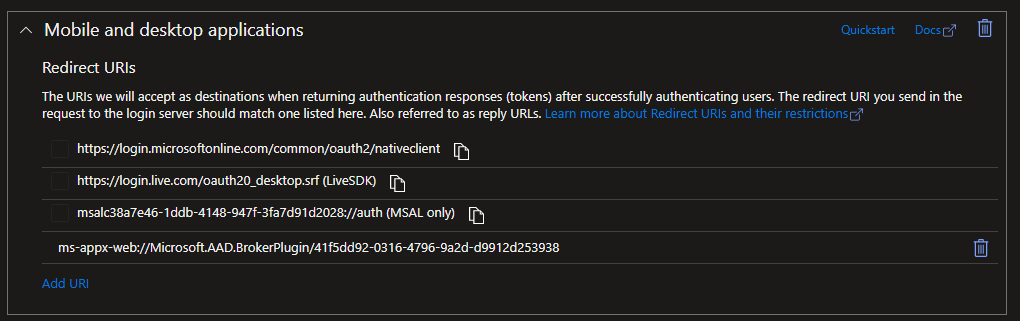 Mobile and desktop applications
Quickstart
Docs
Redirect URIs
The URIs we will accept as destinations when returning authentication responses (tokens) after successfully authenticating users. The redirect URI you send in the
request to the login server should match one listed here. Also referred to as reply URLs. Learn more about Redirect URIs and their restrictions
https://login.microsoftonline.com/common/oauth2/nativeclient
https://login.live.com/oauth20_desktop.srf (LiveSDK)
msalc38a7e46-1ddb-4148-947f-3fa7d91d2028://auth (MSAL only)
ms-appx-web://Microsoft.AAD.BrokerPlugin/41f5dd92-0316-4796-9a2d-d9912d253938
Add URI